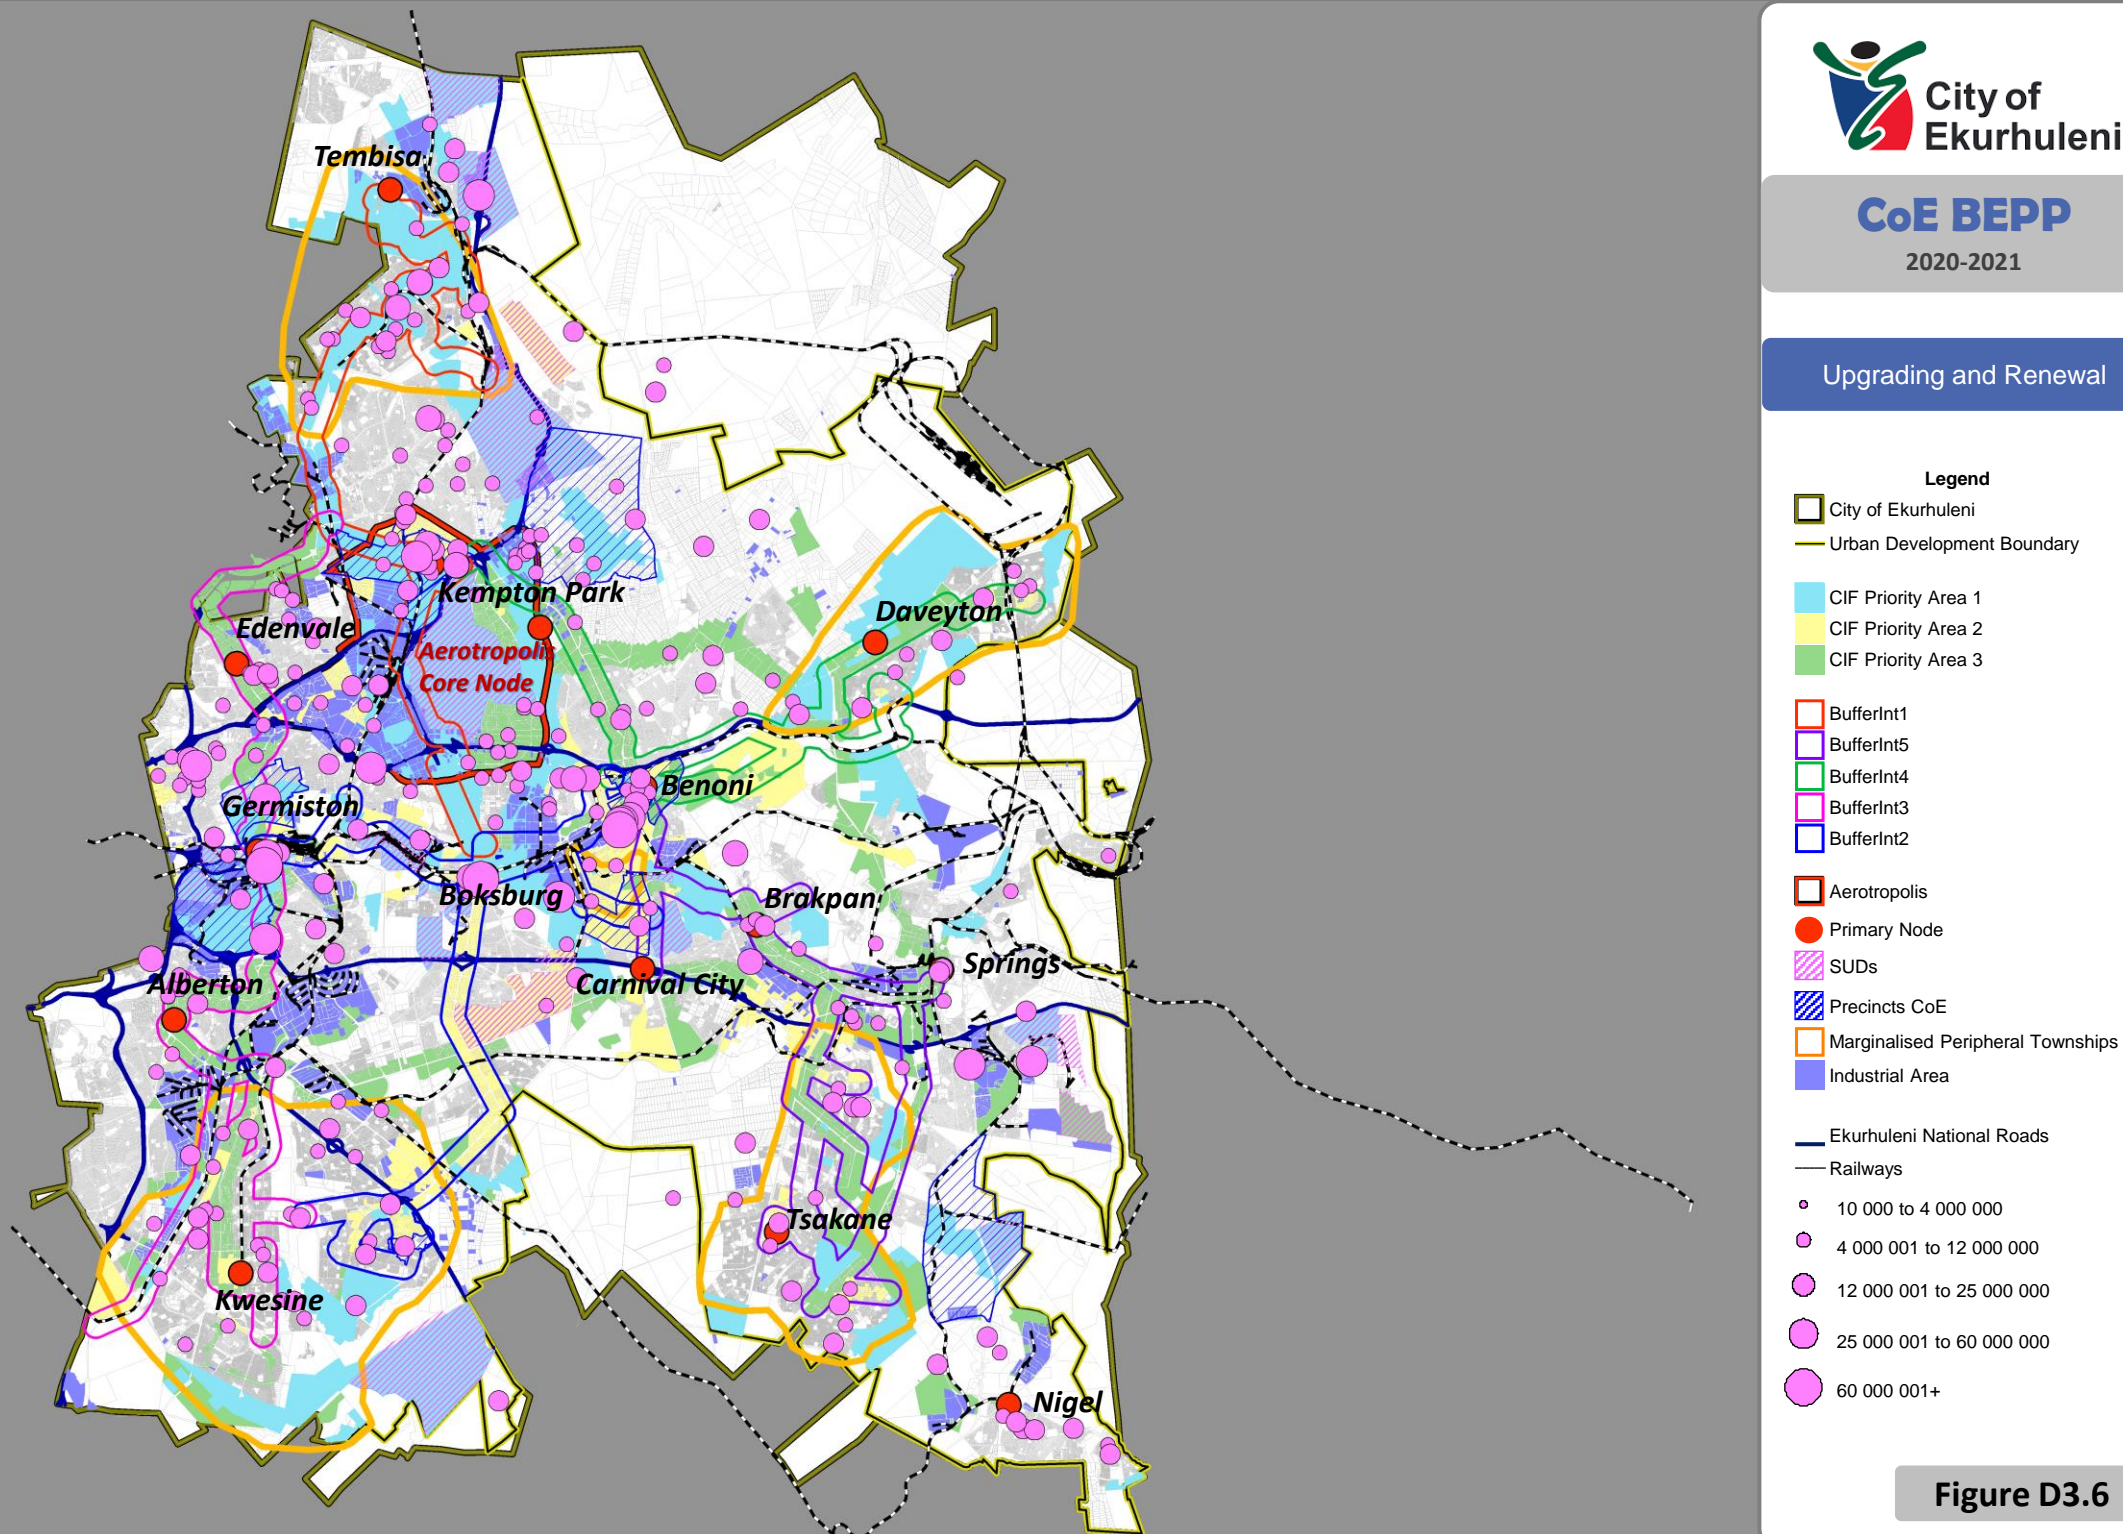 Tembisa
Kempton Park
Edenvale
Daveyton
Aerotropolis
Core Node
Benoni
Germiston
Boksburg
Brakpan
Springs
Carnival City
Alberton
Tsakane
Kwesine
Nigel
City of
Ekurhuleni
CoE BEPP
2020-2021
Upgrading and Renewal
Legend
City of Ekurhuleni
Urban Development Boundary
CIF Priority Area 1
CIF Priority Area 2
CIF Priority Area 3
BufferInt1
BufferInt5
BufferInt4
BufferInt3
BufferInt2
Aerotropolis
Primary Node
SUDs
Precincts CoE
Marginalised Peripheral Townships
Industrial Area
Ekurhuleni National Roads
Railways
10 000 to 4 000 000
4 000 001 to 12 000 000
12 000 001 to 25 000 000
25 000 001 to 60 000 000
60 000 001+
Figure D3.6